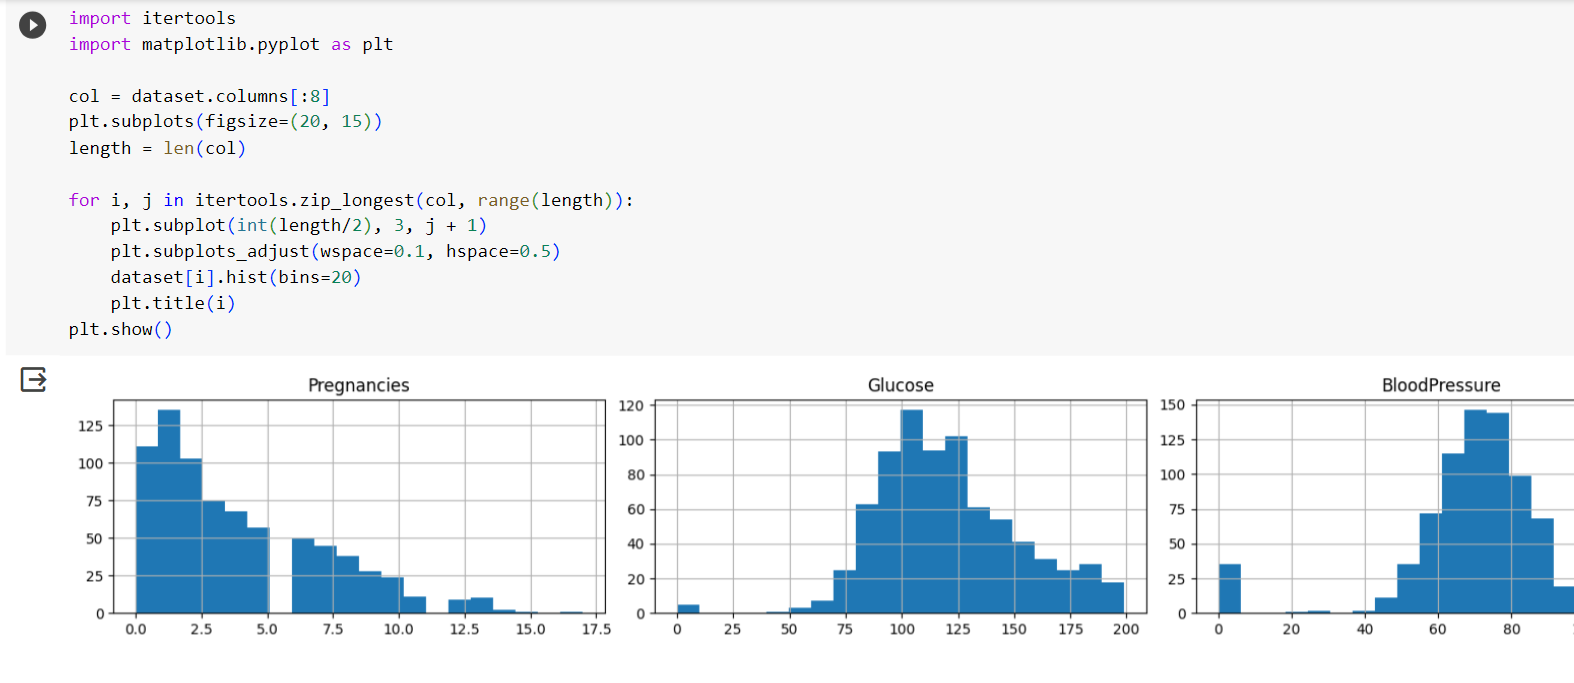 import itertools
import matplotlib.pyplot as plt
col = dataset.columns[:8]
plt.subplots(figsize=(20, 15))
length = len(col)
for i, j in itertools.zip_longest(col, range(length)):
    plt.subplot(int(length/2), 3, j + 1)
    plt.subplots_adjust(wspace=0.1, hspace=0.5)
    dataset[i].hist(bins=20)
    plt.title(i)
plt.show()
Pregnancies
125
100
75
50
25
0
0.0 2.5 5.0 7.5 10.0 12.5 15.0 17.5
Glucose
120
100
80
60
40
20
0
0 25 50 75 100 125 150 175 200
BloodPressure
150
125
100
75
50
25
0
0 20 40 60 80